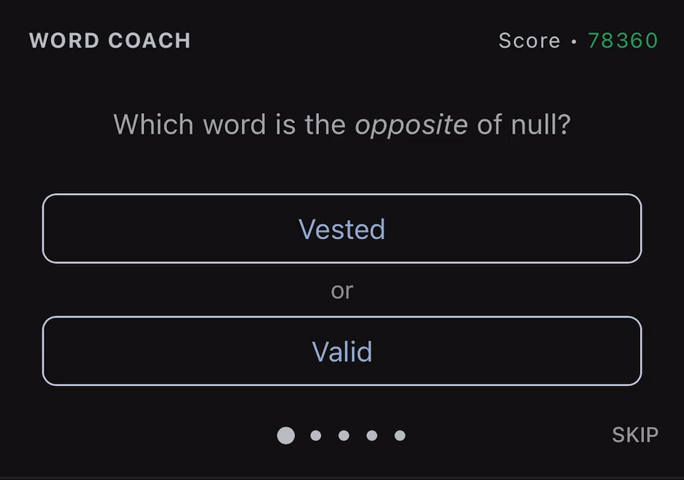 WORD COACH
Score • 78360
Which word is the opposite of null?
Vested
or
Valid
SKIP